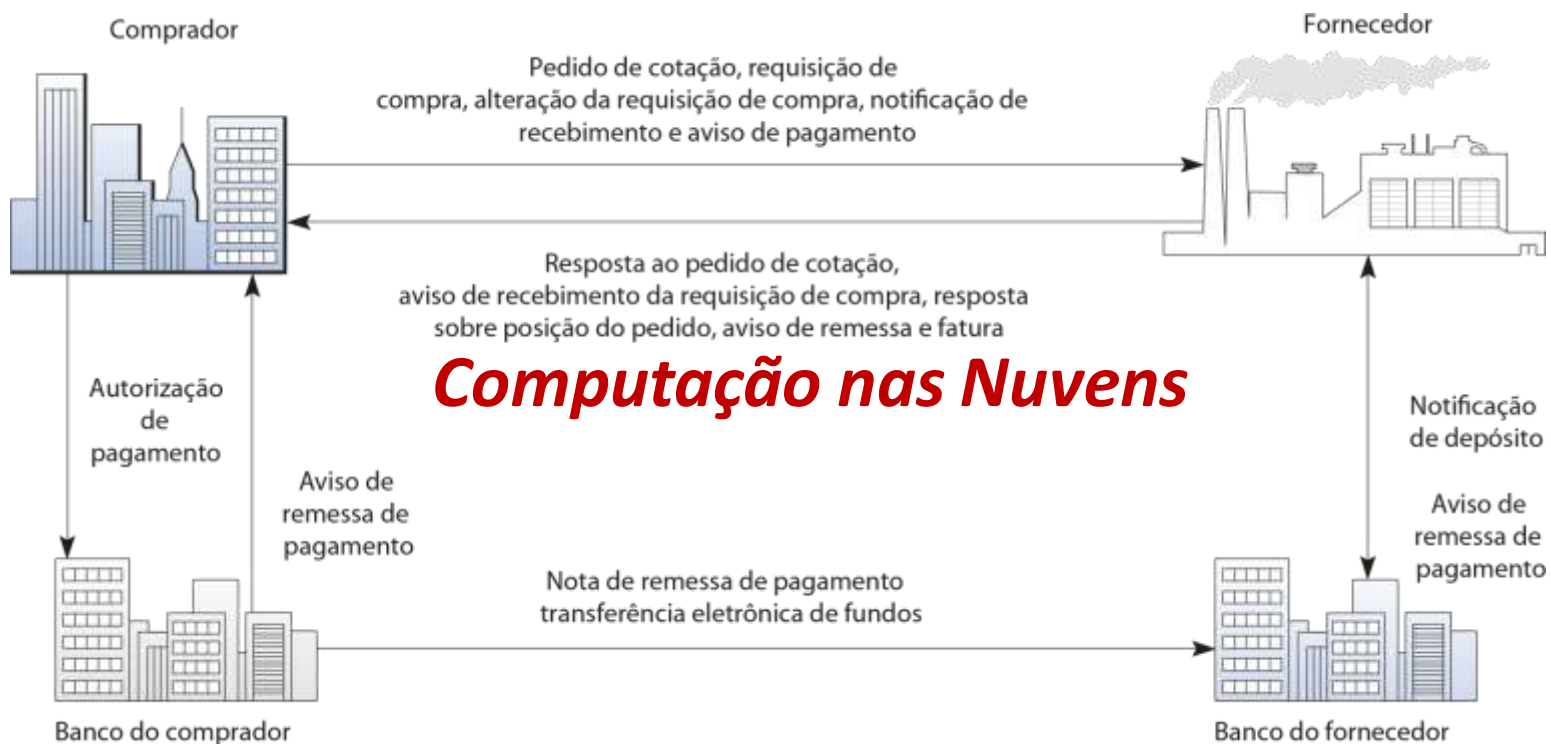 Comprador
Fornecedor
Pedido de cotação, requisição de
compra, alteração da requisição de compra, notificação de
recebimento e aviso de pagamento
Resposta ao pedido de cotação,
aviso de recebimento da requisição de compra, resposta
sobre posição do pedido, aviso de remessa e fatura
Computação nas Nuvens
Autorização
de
pagamento
Aviso de
remessa de
pagamento
Notificação
de depósito
Aviso de
remessa de
pagamento
Nota de remessa de pagamento
transferência eletrônica de fundos
Banco do comprador
Banco do fornecedor